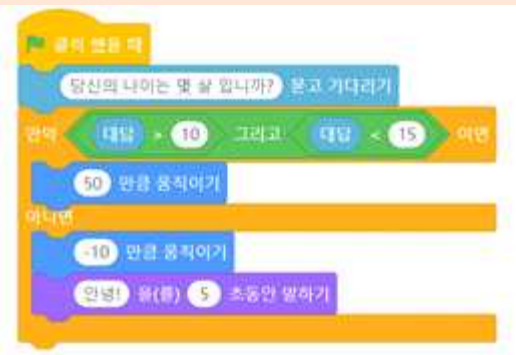 클릭 했을 때
당신의 나이는 몇 살 입니까? 묻고 기다리기
만약 대답 > 10 그리고 대답 < 15 이면
50 만큼 움직이기
아니면
-10 만큼 움직이기
안녕! 을(를) 5 초동안 말하기